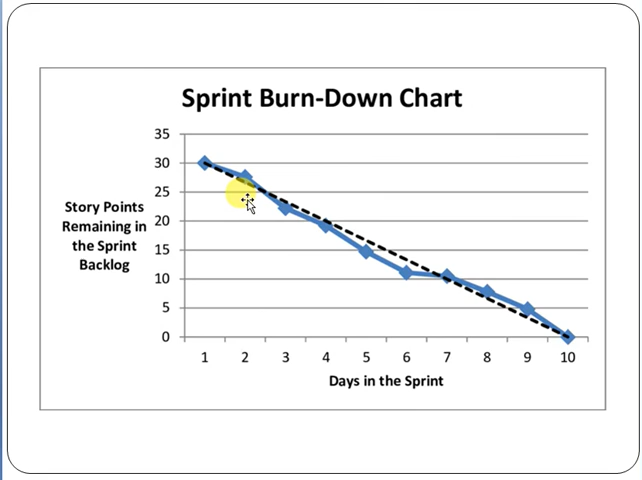 Sprint Burn-Down Chart
35
30
25
20
15
10
5
0
Story Points
Remaining in
the Sprint
Backlog
1 2 3 4 5 6 7 8 9 10
Days in the Sprint